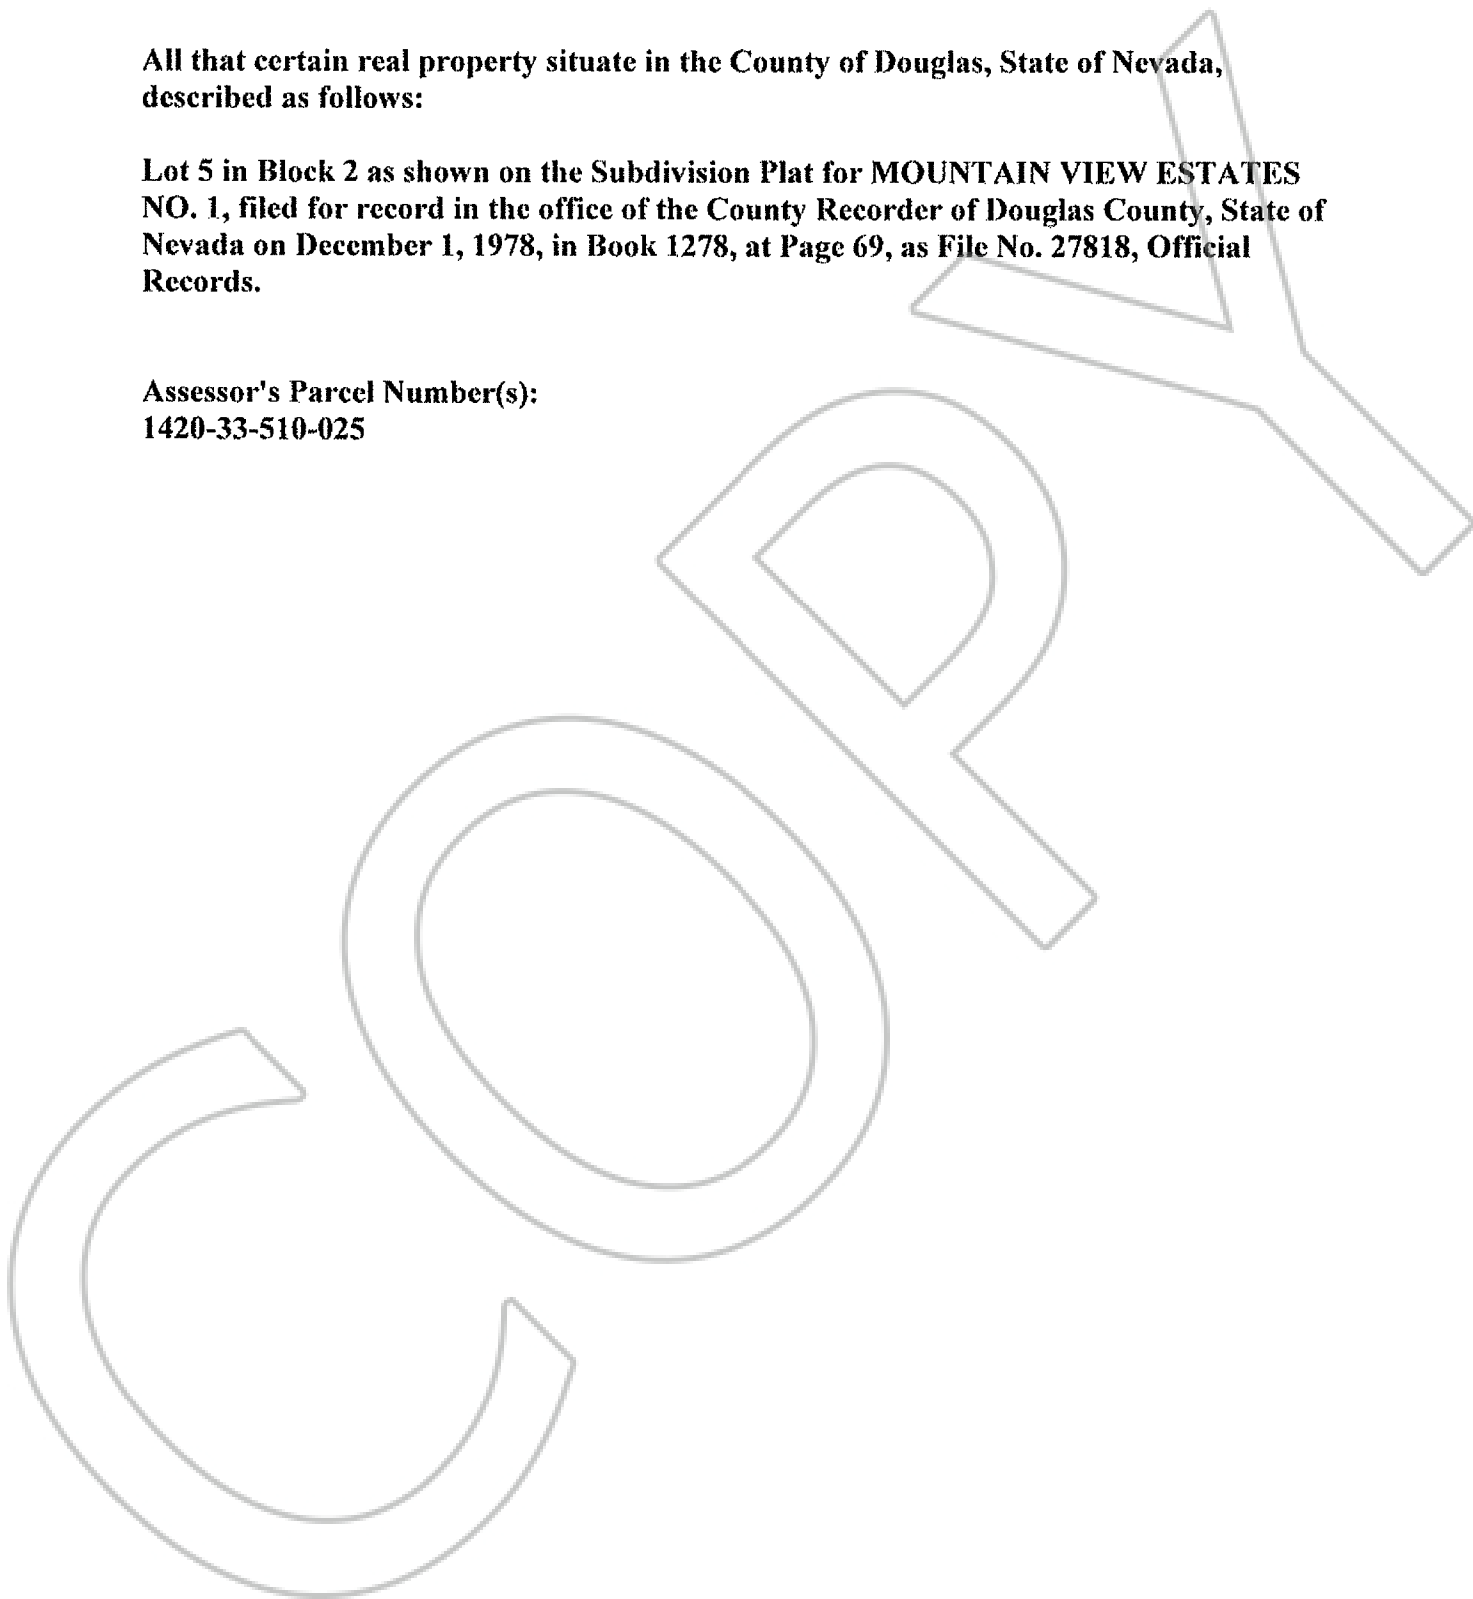 All that certain real property situate in the County of Douglas, State of Nevada,
described as follows:
Lot 5 in Block 2 as shown on the Subdivision Plat for MOUNTAIN VIEW ESTATES
NO. 1, filed for record in the office of the County Recorder of Douglas County, State of
Nevada on December 1, 1978, in Book 1278, at Page 69, as File No. 27818, Official
Records.
Assessor's Parcel Number(s):
1420-33-510-025
COPY